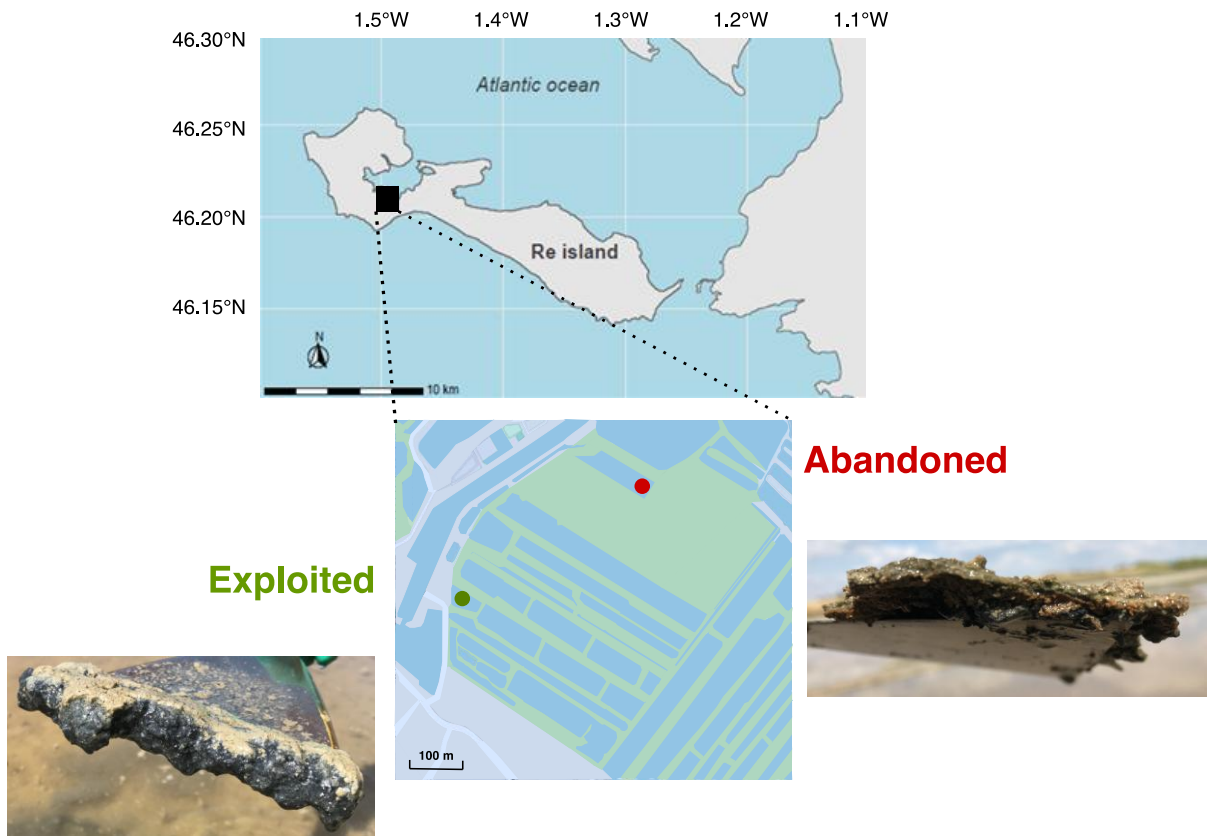 1.5°W 1.4°W 1.3°W 1.2°W 1.1°W
46.30°N
Atlantic ocean
46.25°N
46.20°N
Re island
46.15°N
N
10 km
Abandoned
Exploited
100 m